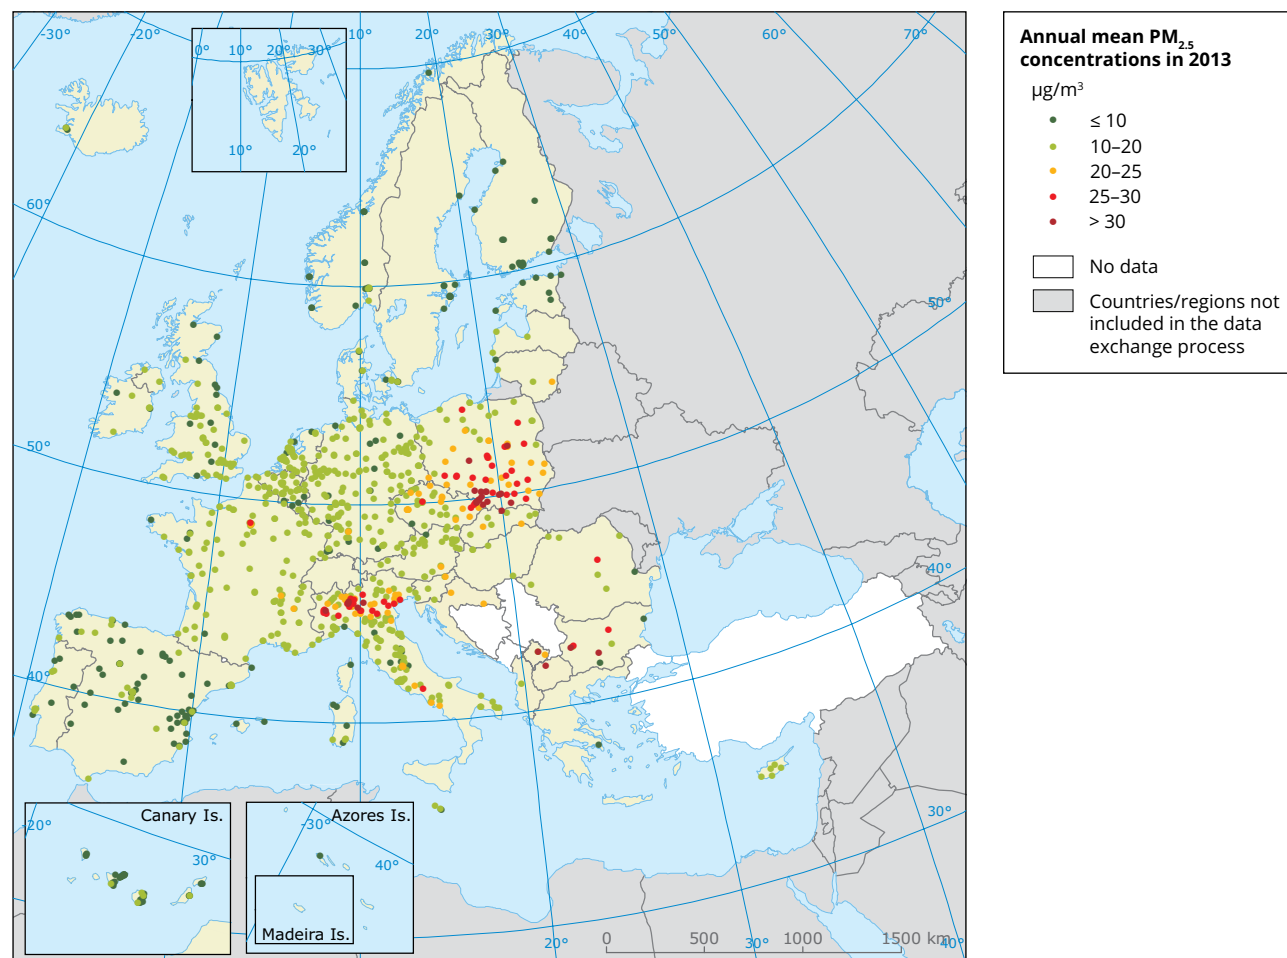 -30° -20° 10° 20° 30° 40° 50° 60° 70°
0° 10° 20° 30°
10° 20°
60°
50°
50°
40°
40°
30°
20° 30° 40°
Canary Is.
-20°
30°
Azores Is.
-30°
40°
Madeira Is.
0 500 1000 1500 km
Annual mean PM2.5
concentrations in 2013
µg/m³
≤ 10
10–20
20–25
25–30
> 30
No data
Countries/regions not
included in the data
exchange process